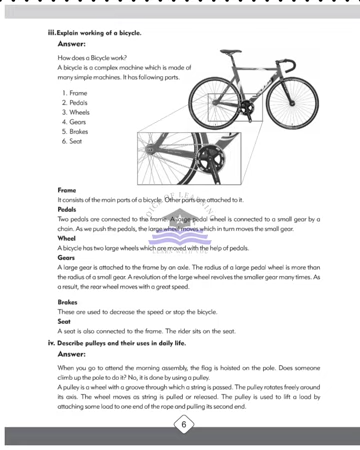 iii. Explain working of a bicycle.
Answer:
How does a Bicycle work?
A bicycle is a complex machine which is made of
many simple machines. It has following parts.
1. Frame
2. Pedals
3. Wheels
4. Gears
5. Brakes
6. Seat
Frame
It consists of the main parts of a bicycle. Other parts are attached to it.
Pedals
Two pedals are connected to the frame. A large pedal wheel is connected to a small gear by a
chain. As we push the pedals, the large wheel moves which in turn moves the small gear.
Wheel
A bicycle has two large wheels which are moved with the help of pedals.
Gears
A large gear is attached to the frame by an axle. The radius of a large pedal wheel is more than
the radius of a small gear. A revolution of the large wheel revolves the smaller gear many times. As
a result, the rear wheel moves with a great speed.
Brakes
These are used to decrease the speed or stop the bicycle.
Seat
A seat is also connected to the frame. The rider sits on the seat.
iv. Describe pulleys and their uses in daily life.
Answer:
When you go to attend the morning assembly, the flag is hoisted on the pole. Does someone
climb up the pole to do it? No, it is done by using a pulley.
A pulley is a wheel with a groove through which a string is passed. The pulley rotates freely around
its axis. The wheel moves as string is pulled or released. The pulley is used to lift a load by
attaching some load to one end of the rope and pulling its second end.
6